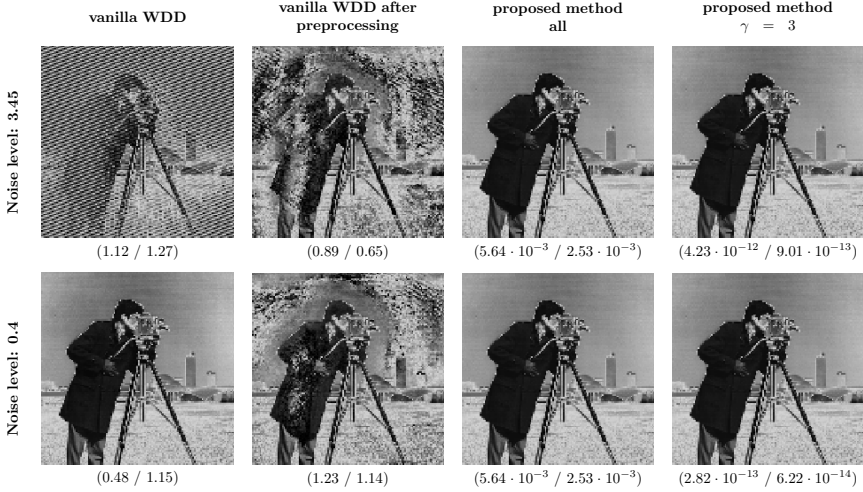 vanilla WDD
vanilla WDD after
preprocessing
proposed method
all
proposed method
γ = 3
Noise level: 3.45
(1.12 / 1.27)
(0.89 / 0.65)
(5.64 · 10⁻³ / 2.53 · 10⁻³)
(4.23 · 10⁻¹² / 9.01 · 10⁻¹³)
Noise level: 0.4
(0.48 / 1.15)
(1.23 / 1.14)
(5.64 · 10⁻³ / 2.53 · 10⁻³)
(2.82 · 10⁻¹³ / 6.22 · 10⁻¹⁴)